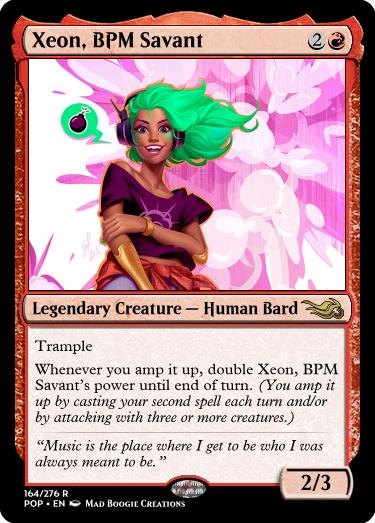 Xeon, BPM Savant 2
Legendary Creature — Human Bard
Trample
Whenever you amp it up, double Xeon, BPM
Savant's power until end of turn. (You amp it
up by casting your second spell each turn and/or
by attacking with three or more creatures.)
“Music is the place where I get to be who I was
always meant to be.”
2/3
164/276 R
POP • EN Mad Boogie Creations